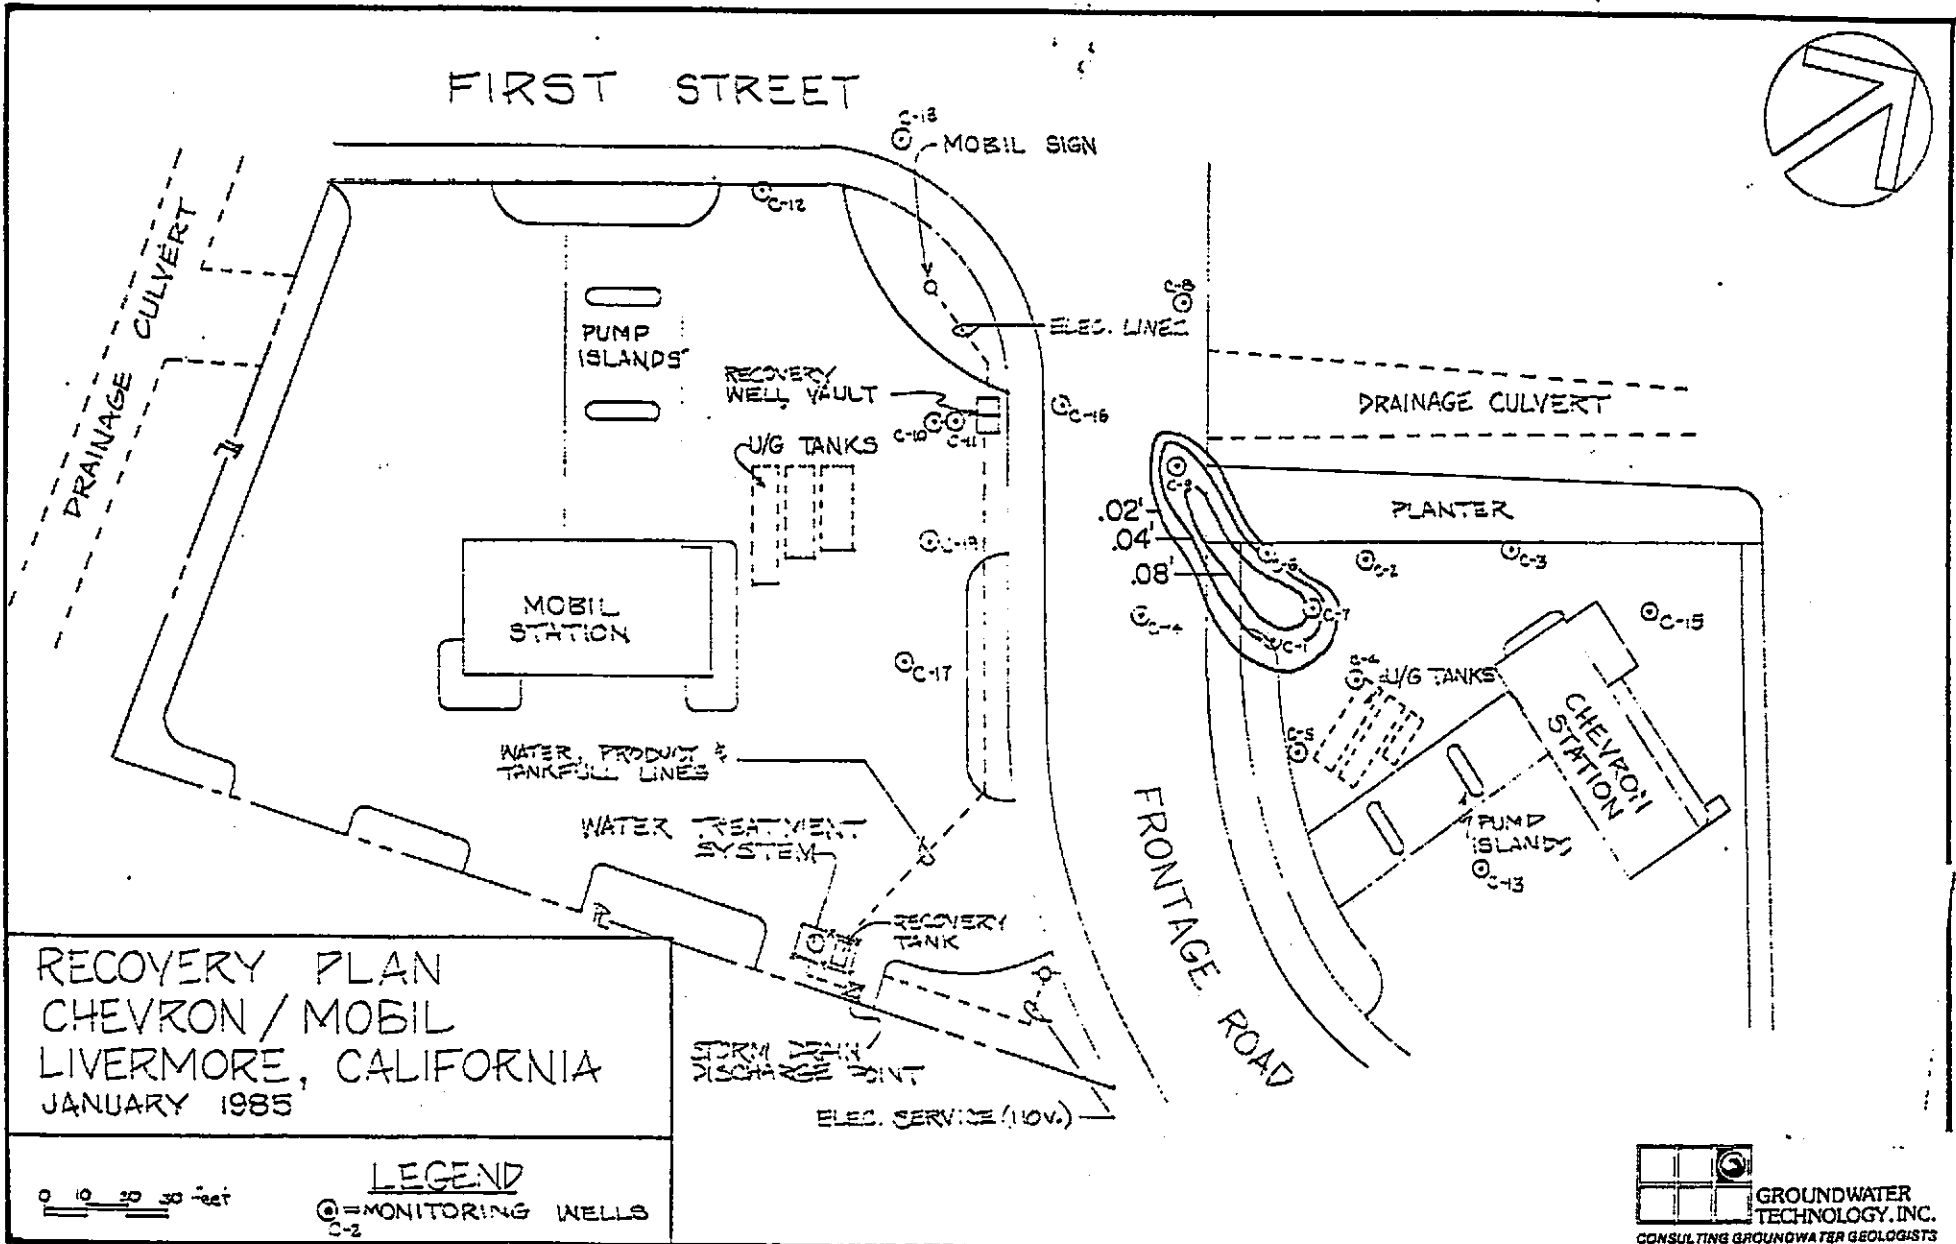 FIRST STREET
C-18
MOBIL SIGN
C-12
DRAINAGE CULVERT
PUMP
ISLANDS
C-8
ELEC. LINES
RECOVERY
WELL VAULT
C-10
C-11
C-16
DRAINAGE CULVERT
U/G TANKS
C-9
PLANTER
.02'
.04'
.08'
C-6
C-2
C-3
C-7
C-1
C-15
MOBIL
STATION
C-17
U/G TANKS
C-5
CHEVRON
STATION
WATER, PRODUCT &
TANKFULL LINES
WATER TREATMENT
SYSTEM
PUMP
ISLANDS
C-13
FRONTAGE ROAD
RECOVERY
TANK
STORM DRAIN
DISCHARGE POINT
ELEC. SERVICE (110V.)
RECOVERY PLAN
CHEVRON / MOBIL
LIVERMORE, CALIFORNIA
JANUARY 1985
LEGEND
0 10 20 30 feet
=MONITORING WELLS
C-2
GROUNDWATER
TECHNOLOGY, INC.
CONSULTING GROUNDWATER GEOLOGISTS